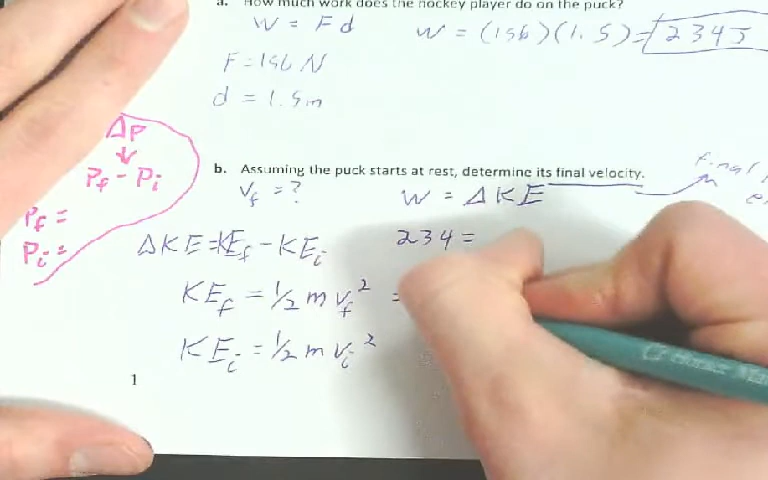 a. How much work does the hockey player do on the puck?
W = Fd
W = (156)(1.5) = 234 J
F = 156 N
d = 1.5m
ΔP
↓
Pf - Pi
Pf =
Pi =
b. Assuming the puck starts at rest, determine its final velocity.
final
Vf = ?
W = ΔKE
ΔKE = KEf - KEi
234 =
KEf = 1/2 m vf² =
KEi = 1/2 m vi²
1